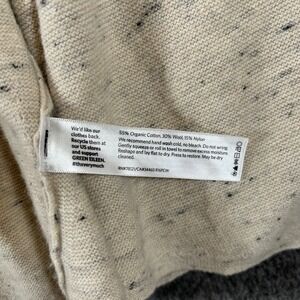 We'd like our
clothes back.
Recycle them at
our US stores
and support
GREEN EILEEN.
#theverymuch
55% Organic Cotton, 30% Wool, 15% Nylon
We recommend hand wash cold, no bleach. Do not wring.
Gently squeeze or roll in towel to remove excess moisture
Reshape and lay flat to dry. Press to restore. May be dry
cleaned.